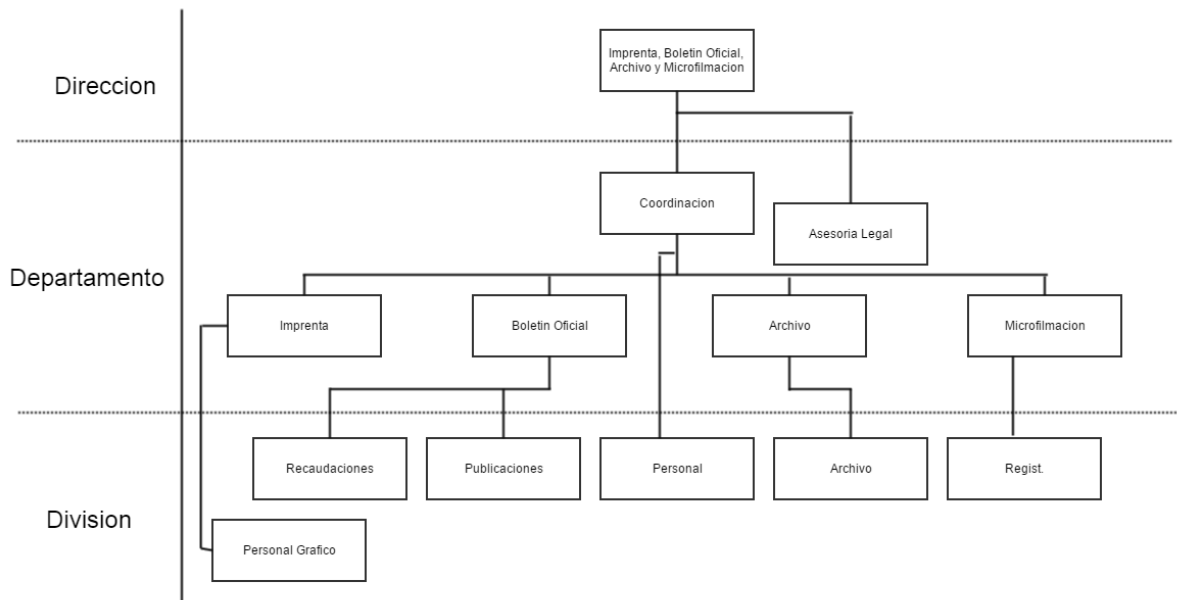 Imprenta, Boletin Oficial,
Archivo y Microfilmacion
Direccion
Coordinacion
Asesoria Legal
Departamento
Imprenta
Boletin Oficial
Archivo
Microfilmacion
Recaudaciones
Publicaciones
Personal
Archivo
Regist.
Division
Personal Grafico